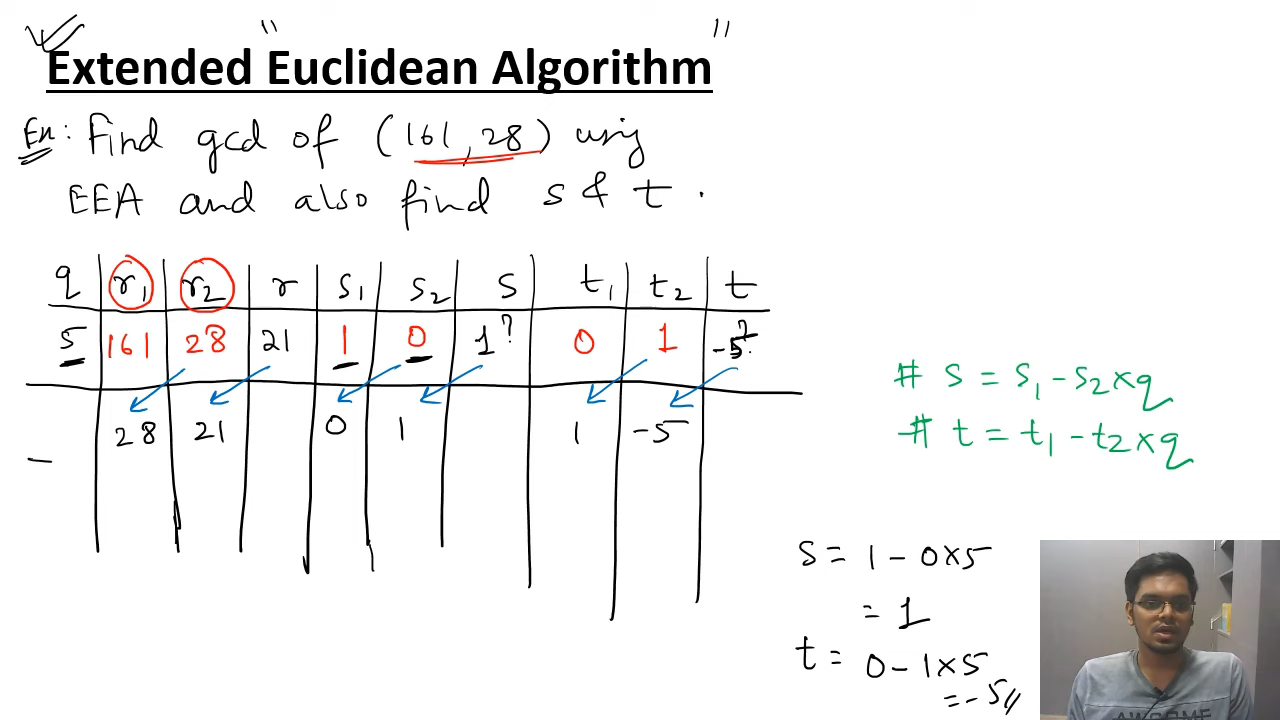 "Extended Euclidean Algorithm"
Ex: Find gcd of (161, 28) using
EEA and also find s & t.
q r1 r2 r s1 s2 s t1 t2 t
5 161 28 21 1 0 1? 0 1 -5?
28 21 0 1 1 -5
# s = s1 - s2 x q
# t = t1 - t2 x q
s = 1 - 0 x 5
= 1
t = 0 - 1 x 5
= -5//
AWESOME